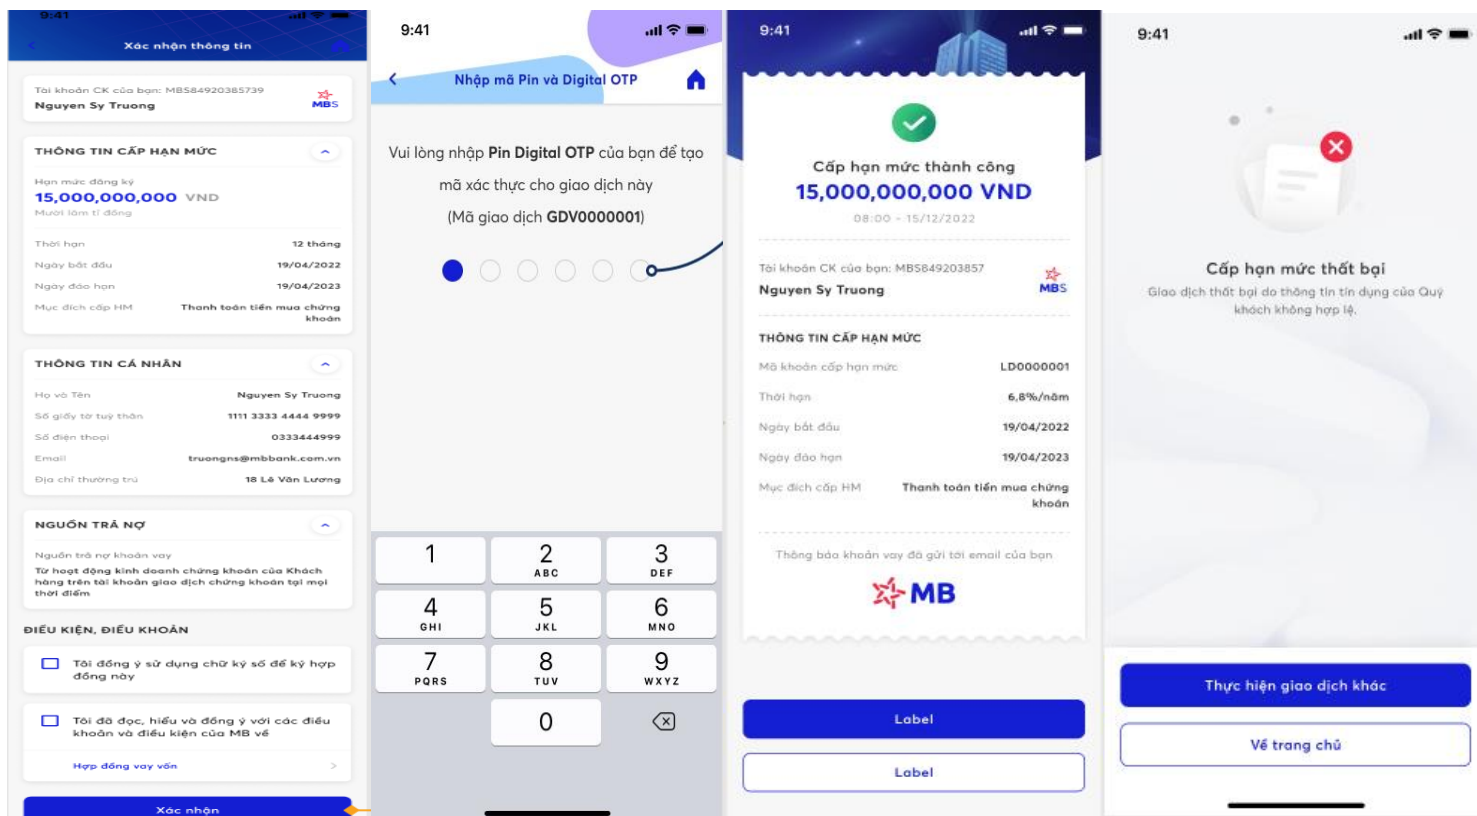 9:41
Xác nhận thông tin
Tài khoản CK của bạn: MBS84920385739
Nguyen Sy Truong
MBS
THÔNG TIN CẤP HẠN MỨC
Hạn mức đăng ký
15,000,000,000 VND
Mười lăm tỉ đồng
Thời hạn 12 tháng
Ngày bắt đầu 19/04/2022
Ngày đáo hạn 19/04/2023
Mục đích cấp HM Thanh toán tiền mua chứng
khoán
THÔNG TIN CÁ NHÂN
Họ và Tên Nguyen Sy Truong
Số giấy tờ tuỳ thân 1111 3333 4444 9999
Số điện thoại 0333444999
Email truongns@mbbank.com.vn
Địa chỉ thường trú 18 Lê Văn Lương
NGUỒN TRẢ NỢ
Nguồn trả nợ khoản vay
Từ hoạt động kinh doanh chứng khoán của Khách
hàng trên tài khoản giao dịch chứng khoán tại mọi
thời điểm
ĐIỀU KIỆN, ĐIỀU KHOẢN
Tôi đồng ý sử dụng chữ ký số để ký hợp
đồng này
Tôi đã đọc, hiểu và đồng ý với các điều
khoản và điều kiện của MB về
Hợp đồng vay vốn
Xác nhận
9:41
Nhập mã Pin và Digital OTP
Vui lòng nhập Pin Digital OTP của bạn để tạo
mã xác thực cho giao dịch này
(Mã giao dịch GDV0000001)
1 2 3
ABC DEF
4 5 6
GHI JKL MNO
7 8 9
PQRS TUV WXYZ
0
9:41
Cấp hạn mức thành công
15,000,000,000 VND
08:00 - 15/12/2022
Tài khoản CK của bạn: MBS849203857
Nguyen Sy Truong
MBS
THÔNG TIN CẤP HẠN MỨC
Mã khoản cấp hạn mức LD0000001
Thời hạn 6,8%/năm
Ngày bắt đầu 19/04/2022
Ngày đáo hạn 19/04/2023
Mục đích cấp HM Thanh toán tiền mua chứng
khoán
Thông báo khoản vay đã gửi tới email của bạn
MB
Label
Label
9:41
Cấp hạn mức thất bại
Giao dịch thất bại do thông tin tín dụng của Quý
khách không hợp lệ.
Thực hiện giao dịch khác
Về trang chủ